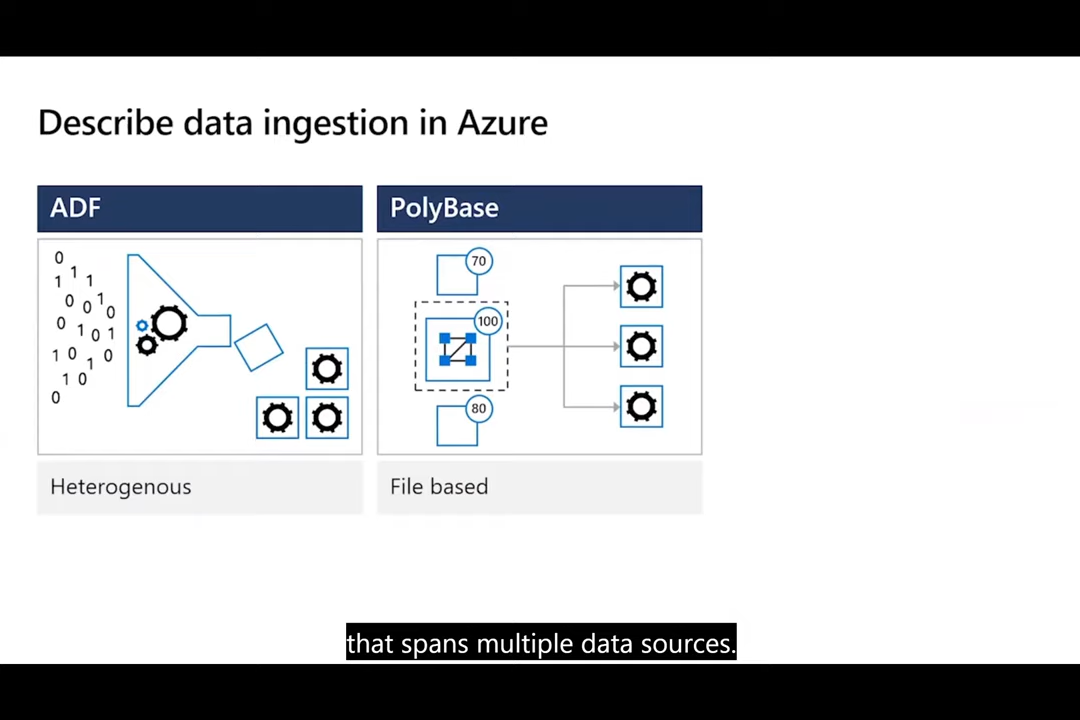 Describe data ingestion in Azure
ADF
PolyBase
0
1
1 1
0 0 1 0
0 1 0 1
1 0 1 0
1 0
0
70
100
80
Heterogenous
File based
that spans multiple data sources.